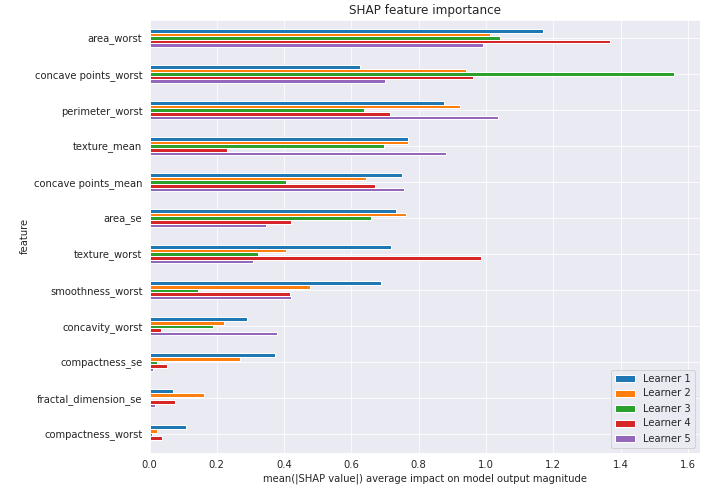 SHAP feature importance
area_worst
concave points_worst
perimeter_worst
texture_mean
concave points_mean
area_se
texture_worst
smoothness_worst
concavity_worst
compactness_se
fractal_dimension_se
compactness_worst
feature
Learner 1
Learner 2
Learner 3
Learner 4
Learner 5
0.0 0.2 0.4 0.6 0.8 1.0 1.2 1.4 1.6
mean(|SHAP value|) average impact on model output magnitude